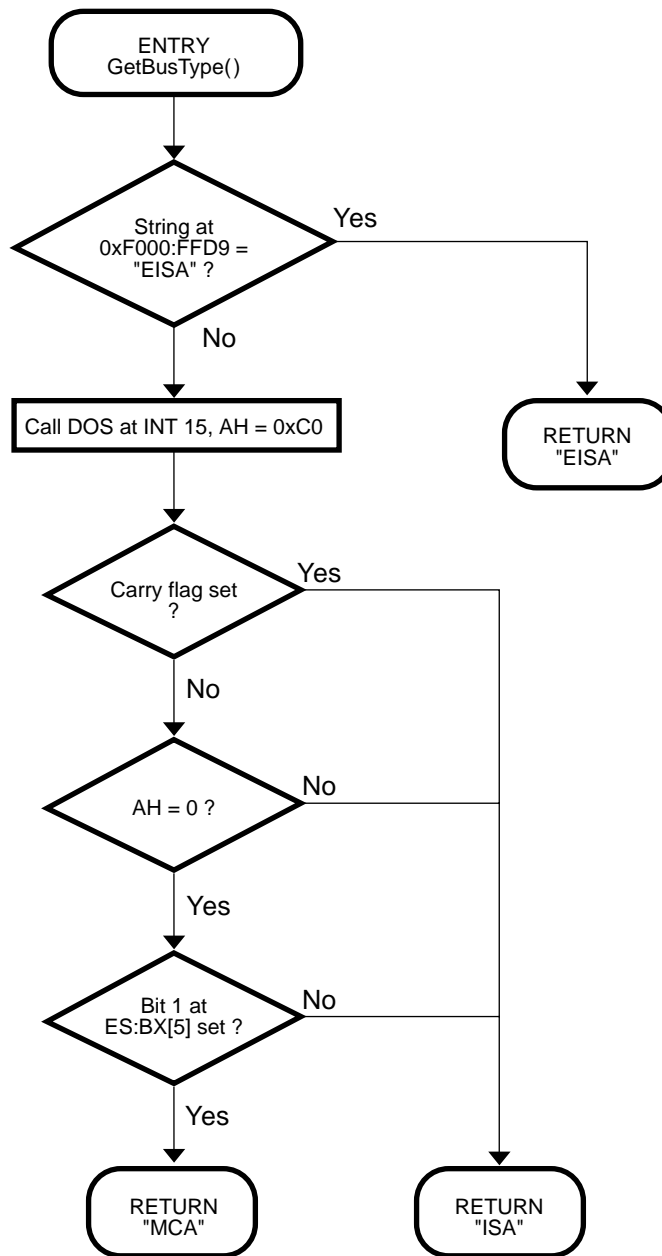 ENTRY
GetBusType()
String at
0xF000:FFD9 =
"EISA" ?
Yes
No
Call DOS at INT 15, AH = 0xC0
RETURN
"EISA"
Carry flag set
?
Yes
No
AH = 0 ?
No
Yes
Bit 1 at
ES:BX[5] set ?
No
Yes
RETURN
"MCA"
RETURN
"ISA"